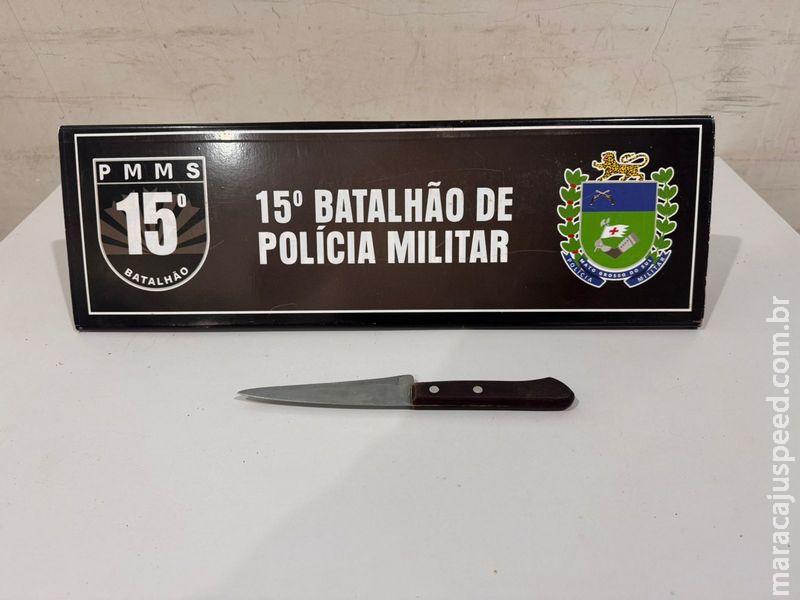 PMMS
15º
BATALHÃO
15º BATALHÃO DE
POLÍCIA MILITAR
MATO GROSSO DO SUL
POLÍCIA MILITAR
maracajuspeed.com.br